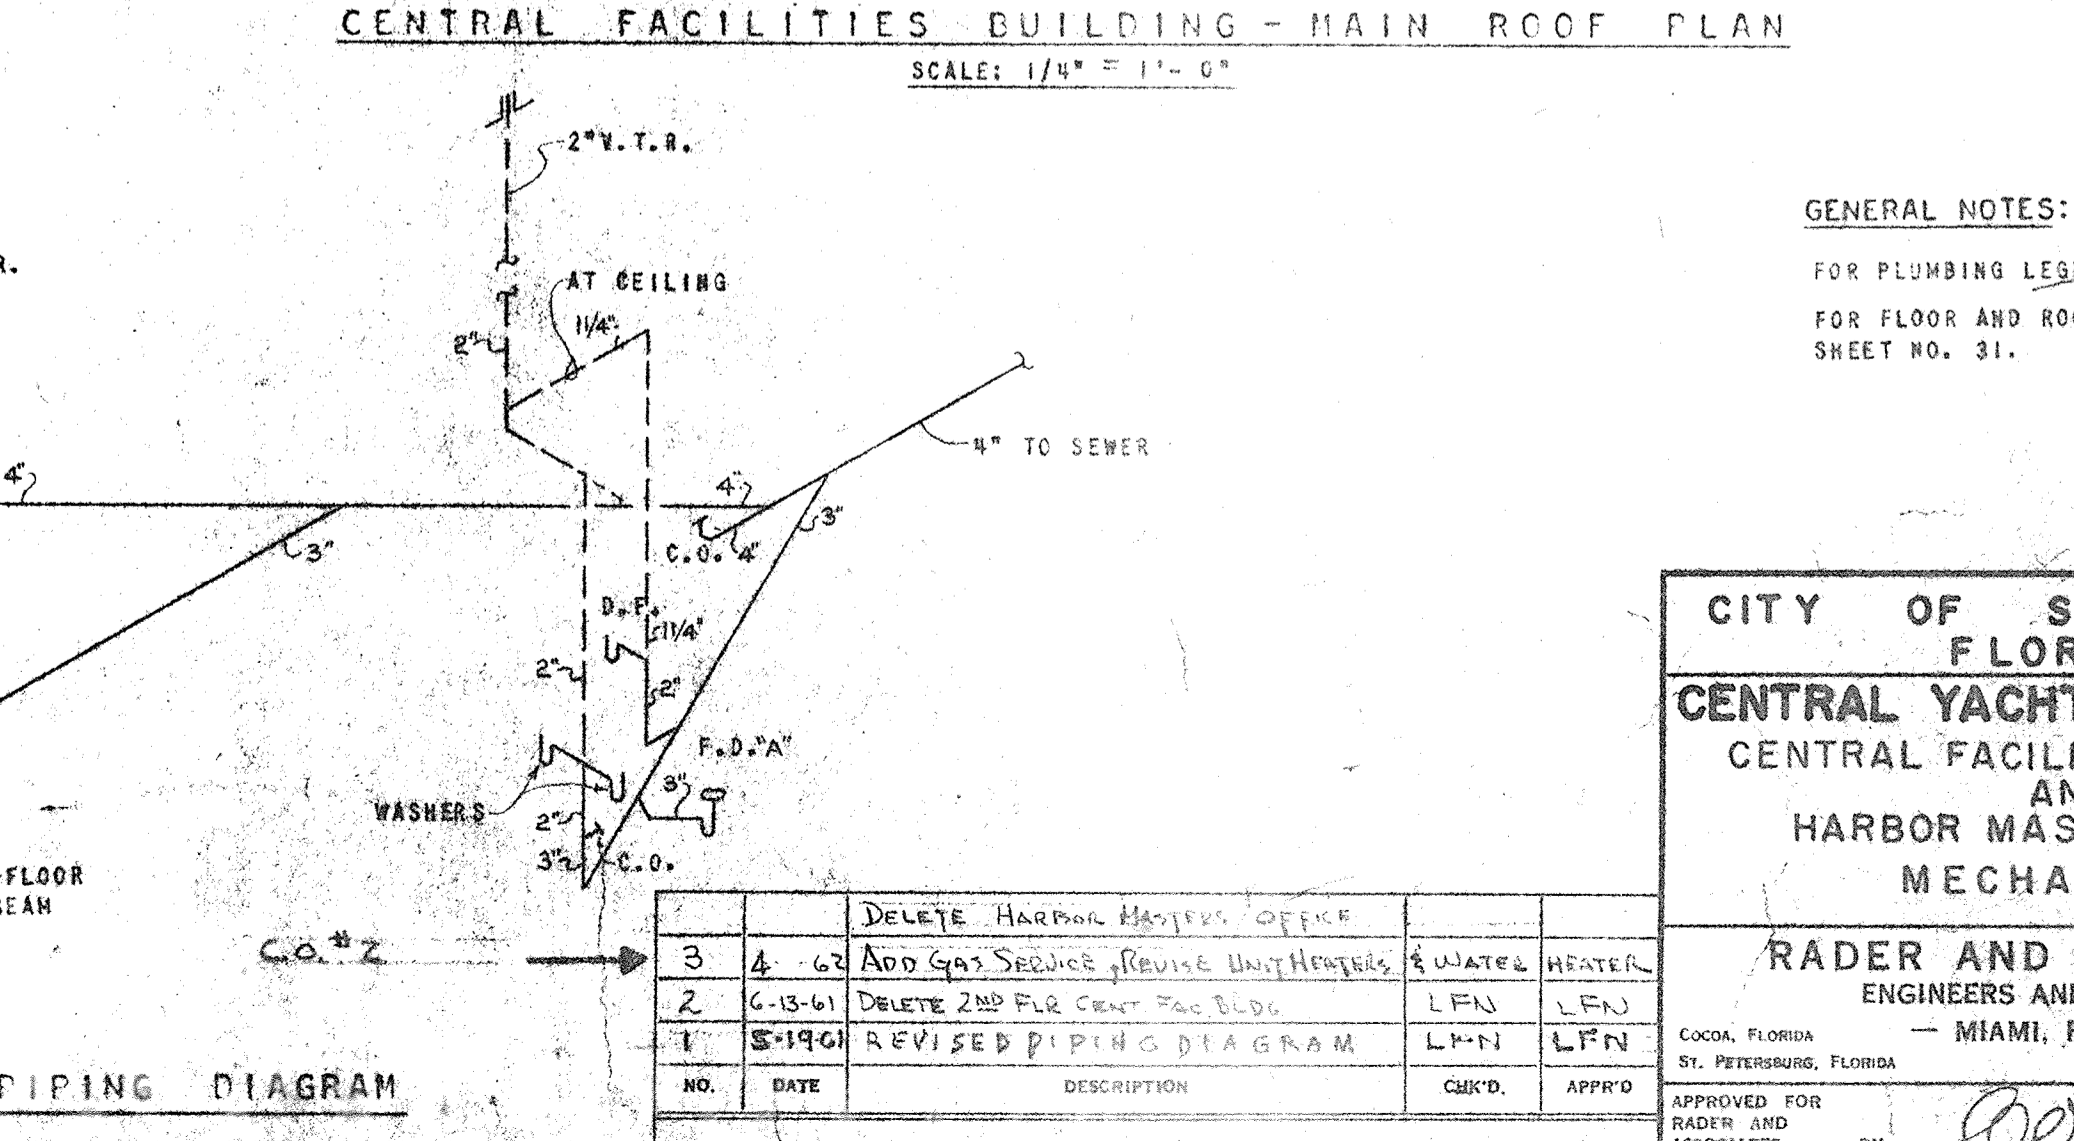 CENTRAL FACILITIES BUILDING - MAIN ROOF PLAN
SCALE: 1/4" = 1'- 0"
2" V.T.R.
R.
AT CEILING
1 1/4"
2"
4"
3"
4" TO SEWER
4"
3"
C.O. 4"
D.F.
1 1/4"
2"
2"
F.D. "A"
3"
WASHERS
2"
3"
C.O.
FLOOR
BEAM
C.O. #2
PIPING DIAGRAM
GENERAL NOTES:
FOR PLUMBING LEG
FOR FLOOR AND ROO
SHEET NO. 31.
DELETE HARBOR MASTERS OFFICE
3 4- -62 ADD GAS SERVICE, REVISE UNIT HEATERS & WATER HEATER
2 6-13-61 DELETE 2ND FLR CENT FAC BLDG LFN LFN
1 5-19-61 REVISED PIPING DIAGRAM LFN LFN
NO. DATE DESCRIPTION CHK'D. APPR'D
CITY OF S
FLOR
CENTRAL YACHT
CENTRAL FACILI
AN
HARBOR MAS
MECHA
RADER AND
ENGINEERS AN
COCOA, FLORIDA — MIAMI, F
ST. PETERSBURG, FLORIDA
APPROVED FOR
RADER AND